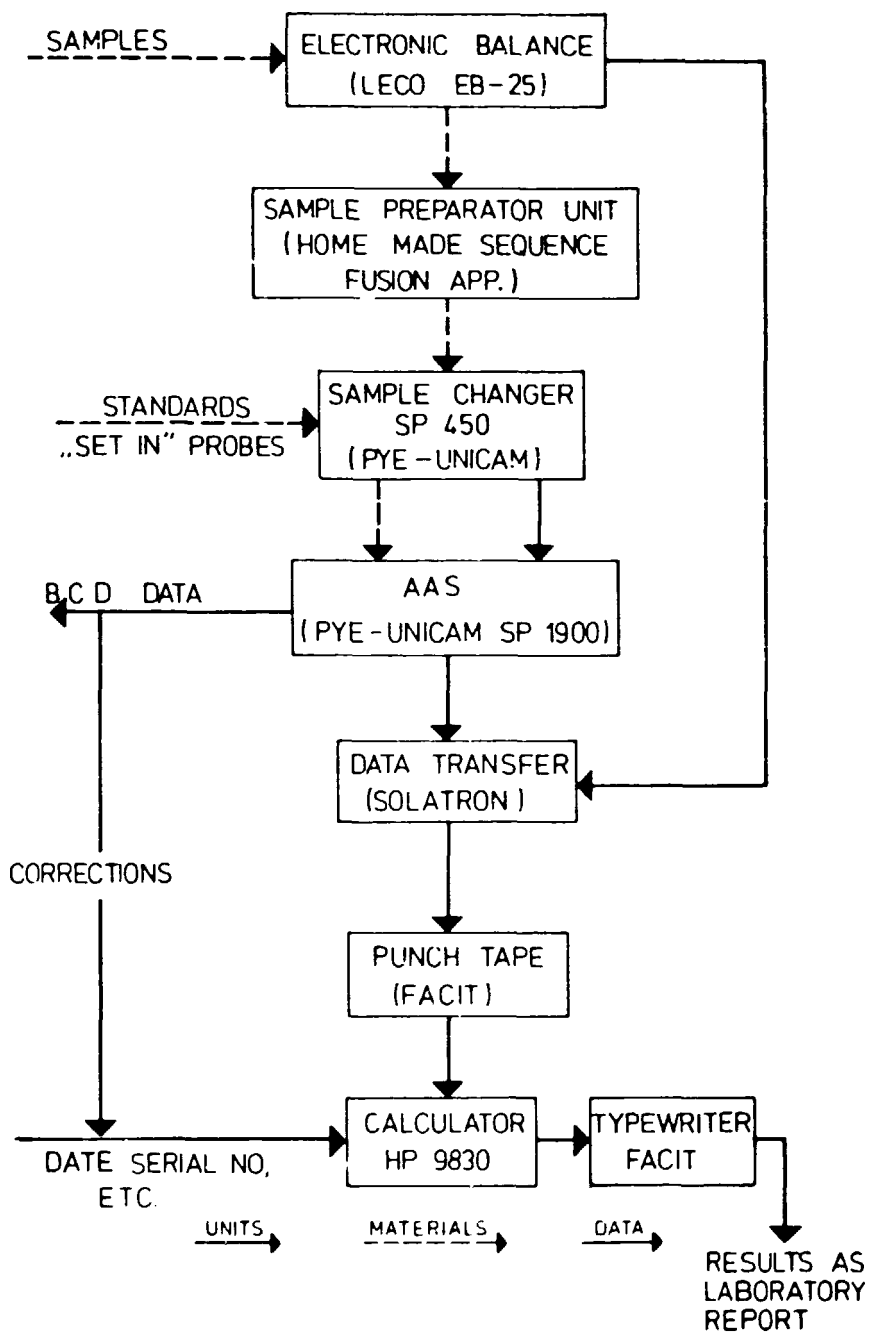 SAMPLES
ELECTRONIC BALANCE
(LECO EB-25)
SAMPLE PREPARATOR UNIT
(HOME MADE SEQUENCE
FUSION APP.)
STANDARDS
„SET IN" PROBES
SAMPLE CHANGER
SP 450
(PYE-UNICAM)
B C D DATA
AAS
(PYE-UNICAM SP 1900)
DATA TRANSFER
(SOLATRON)
CORRECTIONS
PUNCH TAPE
(FACIT)
CALCULATOR
HP 9830
TYPEWRITER
FACIT
DATE SERIAL NO,
ETC.
UNITS
MATERIALS
DATA
RESULTS AS
LABORATORY
REPORT